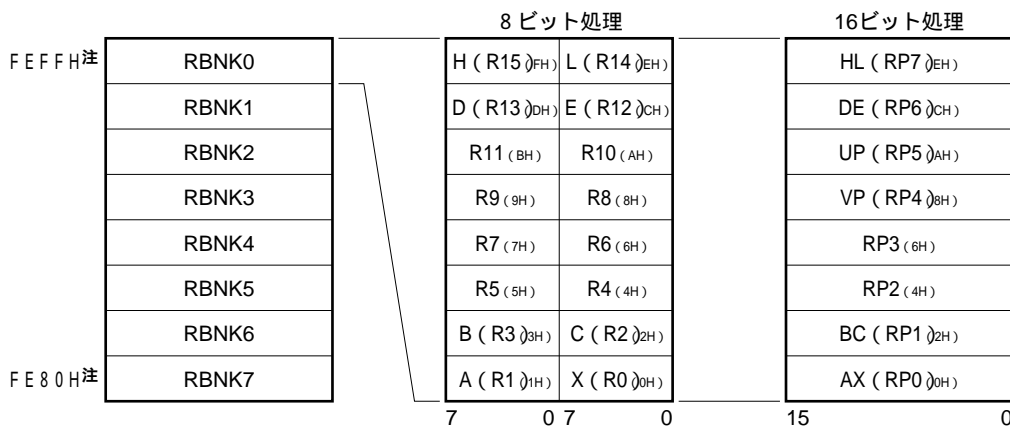 8 ビット処理 16ビット処理
FEFFH注 RBNK0 H ( R15 )(FH) L ( R14 )(EH) HL ( RP7 )(EH)
RBNK1 D ( R13 )(DH) E ( R12 )(CH) DE ( RP6 )(CH)
RBNK2 R11 (BH) R10 (AH) UP ( RP5 )(AH)
RBNK3 R9 (9H) R8 (8H) VP ( RP4 )(8H)
RBNK4 R7 (7H) R6 (6H) RP3 (6H)
RBNK5 R5 (5H) R4 (4H) RP2 (4H)
RBNK6 B ( R3 )(3H) C ( R2 )(2H) BC ( RP1 )(2H)
FE80H注 RBNK7 A ( R1 )(1H) X ( R0 )(0H) AX ( RP0 )(0H)
7 0 7 0 15 0